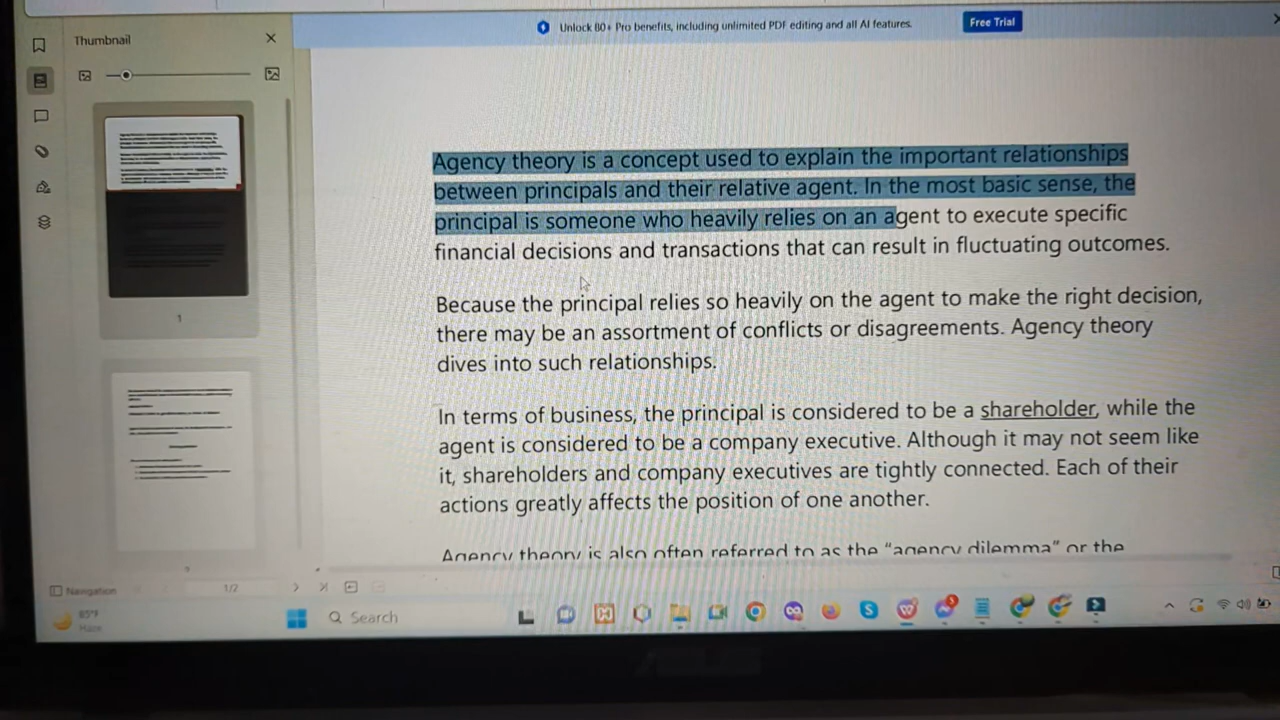 Unlock 80+ Pro benefits, including unlimited PDF editing and all AI features.
Free Trial
Thumbnail
1
Agency theory is a concept used to explain the important relationships
between principals and their relative agent. In the most basic sense, the
principal is someone who heavily relies on an agent to execute specific
financial decisions and transactions that can result in fluctuating outcomes.
Because the principal relies so heavily on the agent to make the right decision,
there may be an assortment of conflicts or disagreements. Agency theory
dives into such relationships.
In terms of business, the principal is considered to be a shareholder, while the
agent is considered to be a company executive. Although it may not seem like
it, shareholders and company executives are tightly connected. Each of their
actions greatly affects the position of one another.
Agency theory is also often referred to as the “agency dilemma” or the
Navigation
1/2
85°F
Haze
Search